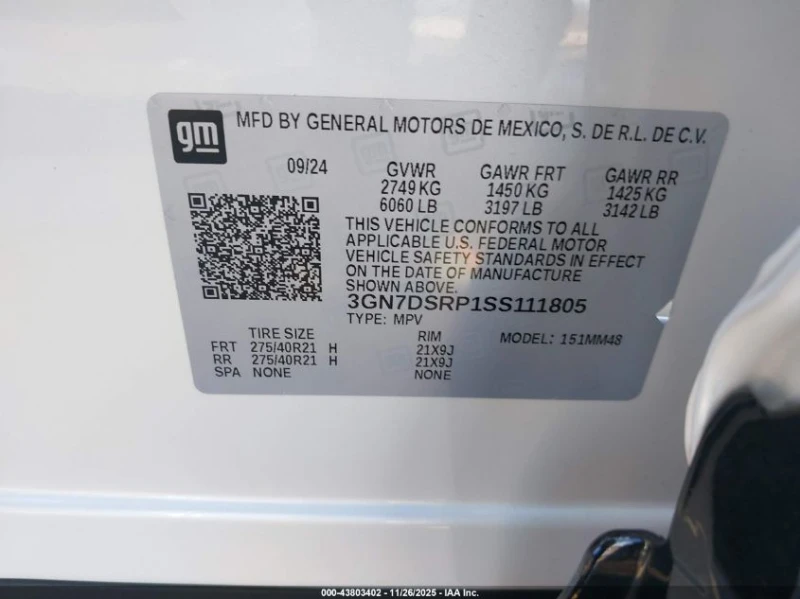 gm MFD BY GENERAL MOTORS DE MEXICO, S. DE R.L. DE C.V.
09/24 GVWR GAWR FRT GAWR RR
2749 KG 1450 KG 1425 KG
6060 LB 3197 LB 3142 LB
THIS VEHICLE CONFORMS TO ALL
APPLICABLE U.S. FEDERAL MOTOR
VEHICLE SAFETY STANDARDS IN EFFECT
ON THE DATE OF MANUFACTURE
SHOWN ABOVE.
3GN7DSRP1SS111805
TYPE: MPV MODEL: 151MM48
TIRE SIZE RIM
FRT 275/40R21 H 21X9J
RR 275/40R21 H 21X9J
SPA NONE NONE
000-43803402 - 11/26/2025 - IAA Inc.